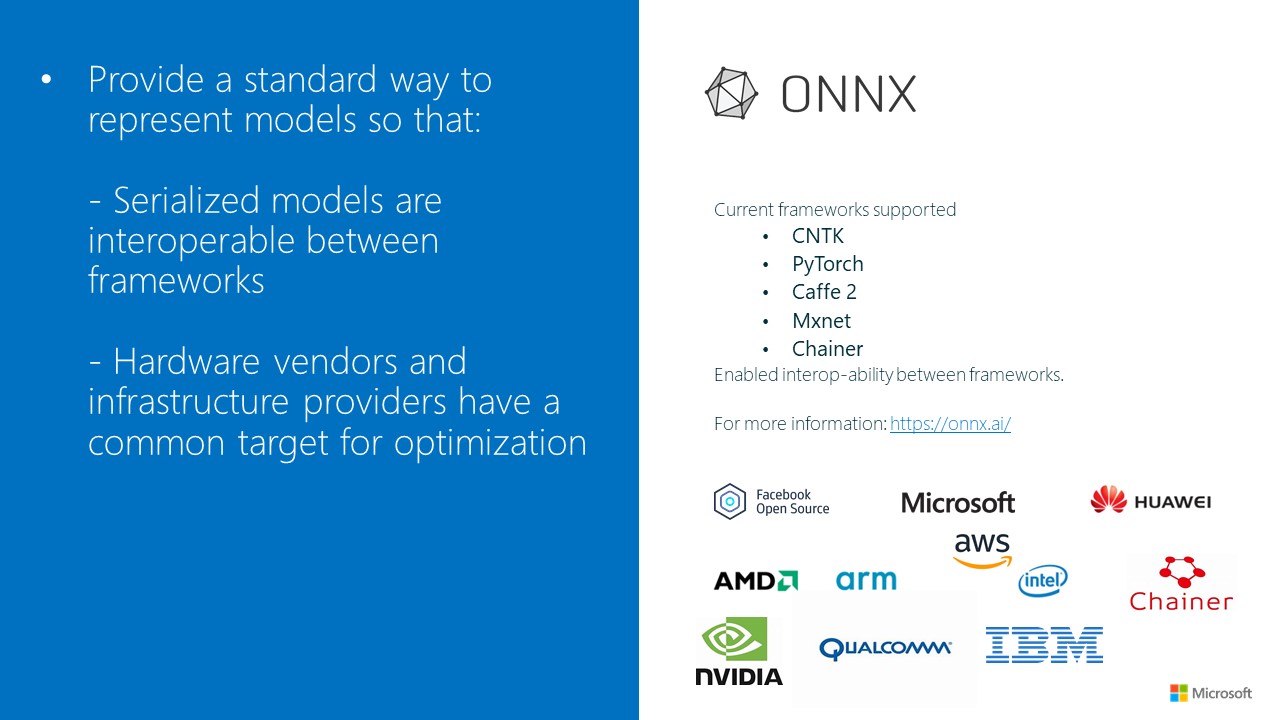 • Provide a standard way to
represent models so that:
- Serialized models are
interoperable between
frameworks
- Hardware vendors and
infrastructure providers have a
common target for optimization
ONNX
Current frameworks supported
• CNTK
• PyTorch
• Caffe 2
• Mxnet
• Chainer
Enabled interop-ability between frameworks.
For more information: https://onnx.ai/
Facebook
Open Source
Microsoft
HUAWEI
aws
AMD
arm
intel
Chainer
NVIDIA
QUALCOMM
IBM
Microsoft